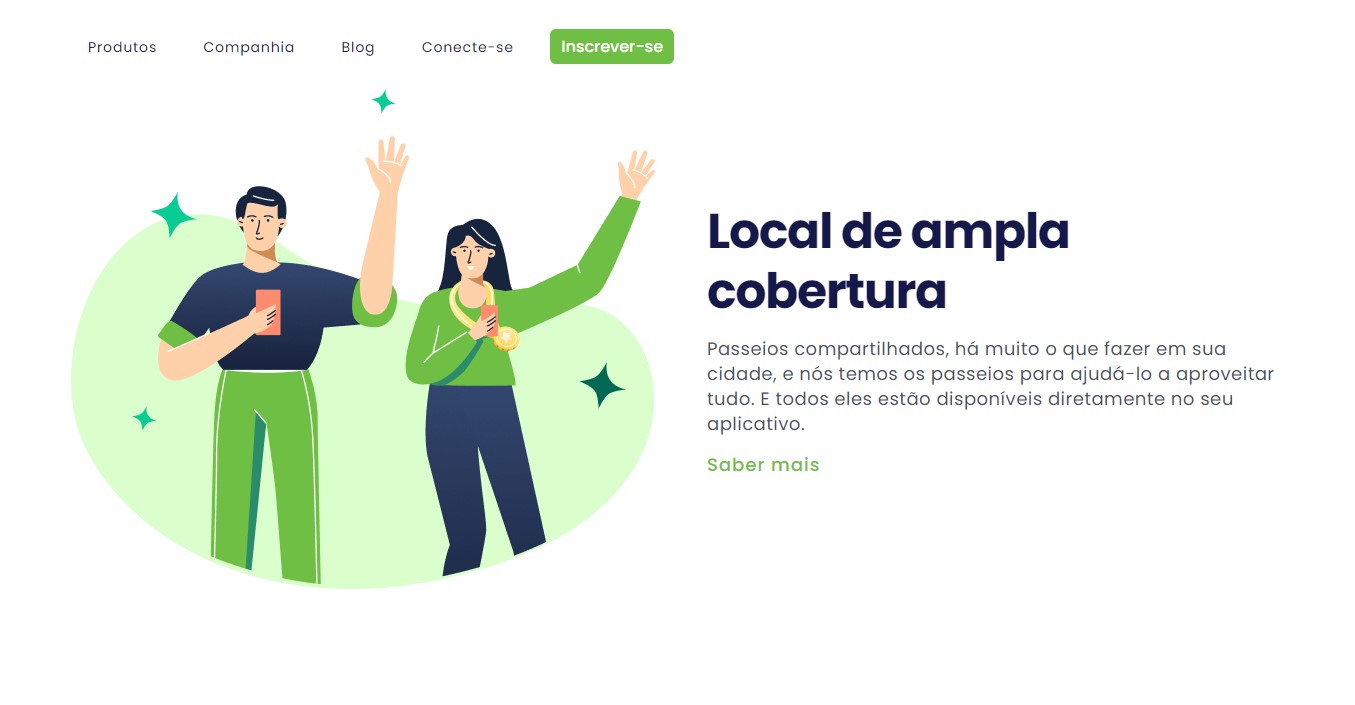 Produtos Companhia Blog Conecte-se Inscrever-se
Local de ampla
cobertura
Passeios compartilhados, há muito o que fazer em sua
cidade, e nós temos os passeios para ajudá-lo a aproveitar
tudo. E todos eles estão disponíveis diretamente no seu
aplicativo.
Saber mais